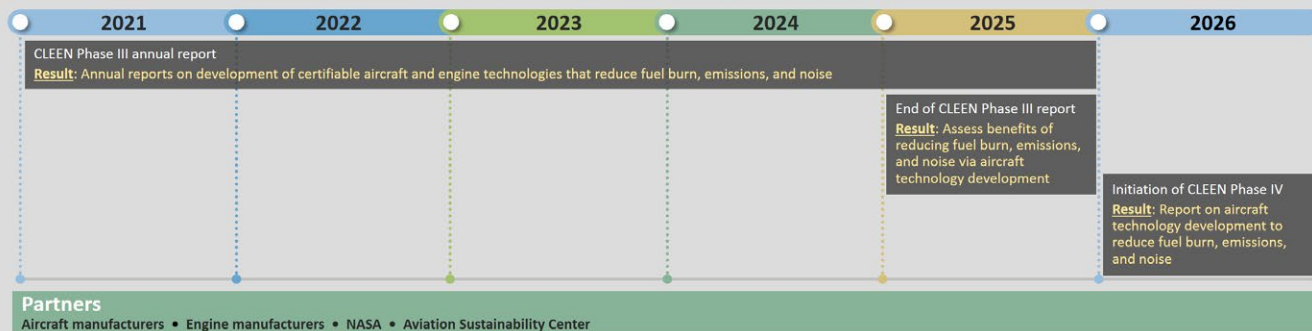 2021 2022 2023 2024 2025 2026
CLEEN Phase III annual report
Result: Annual reports on development of certifiable aircraft and engine technologies that reduce fuel burn, emissions, and noise
End of CLEEN Phase III report
Result: Assess benefits of
reducing fuel burn, emissions,
and noise via aircraft
technology development
Initiation of CLEEN Phase IV
Result: Report on aircraft
technology development to
reduce fuel burn, emissions,
and noise
Partners
Aircraft manufacturers • Engine manufacturers • NASA • Aviation Sustainability Center